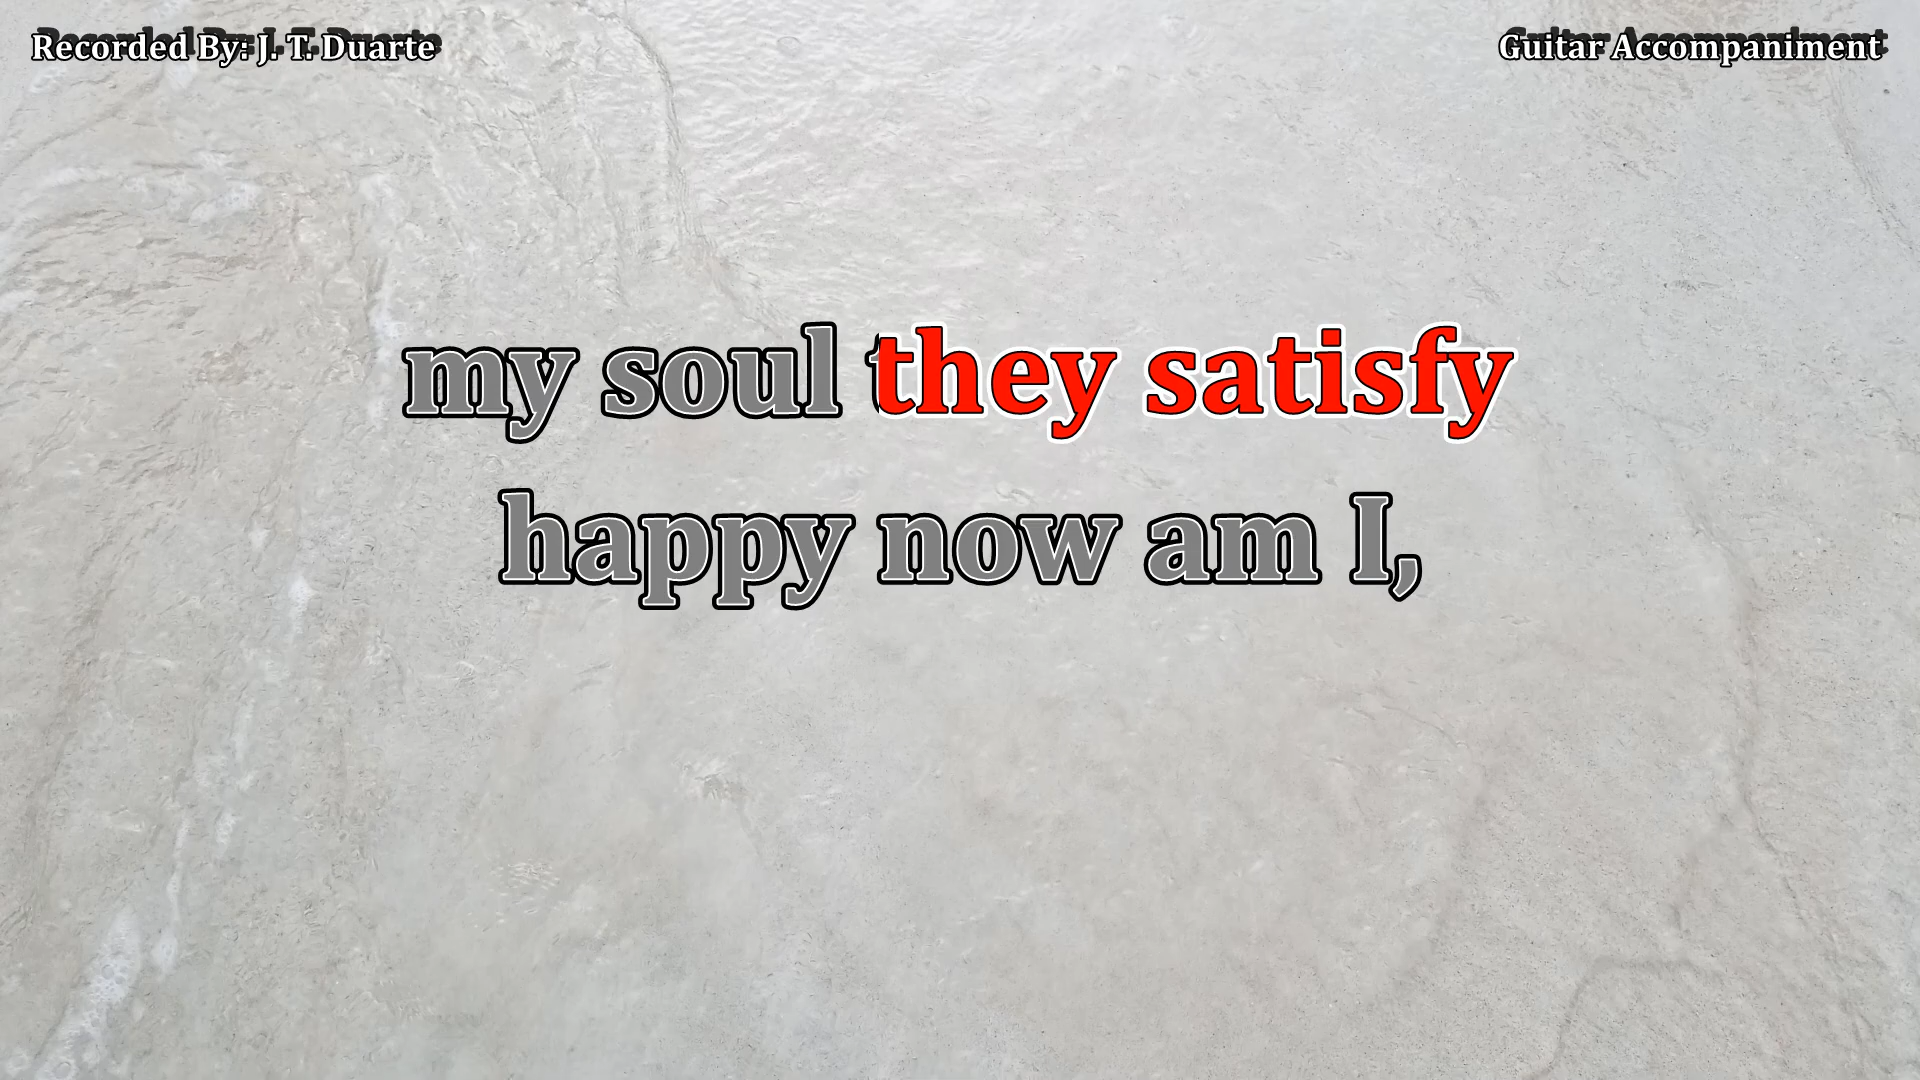 Recorded By: J. T. Duarte
Guitar Accompaniment
my soul they satisfy
happy now am I,